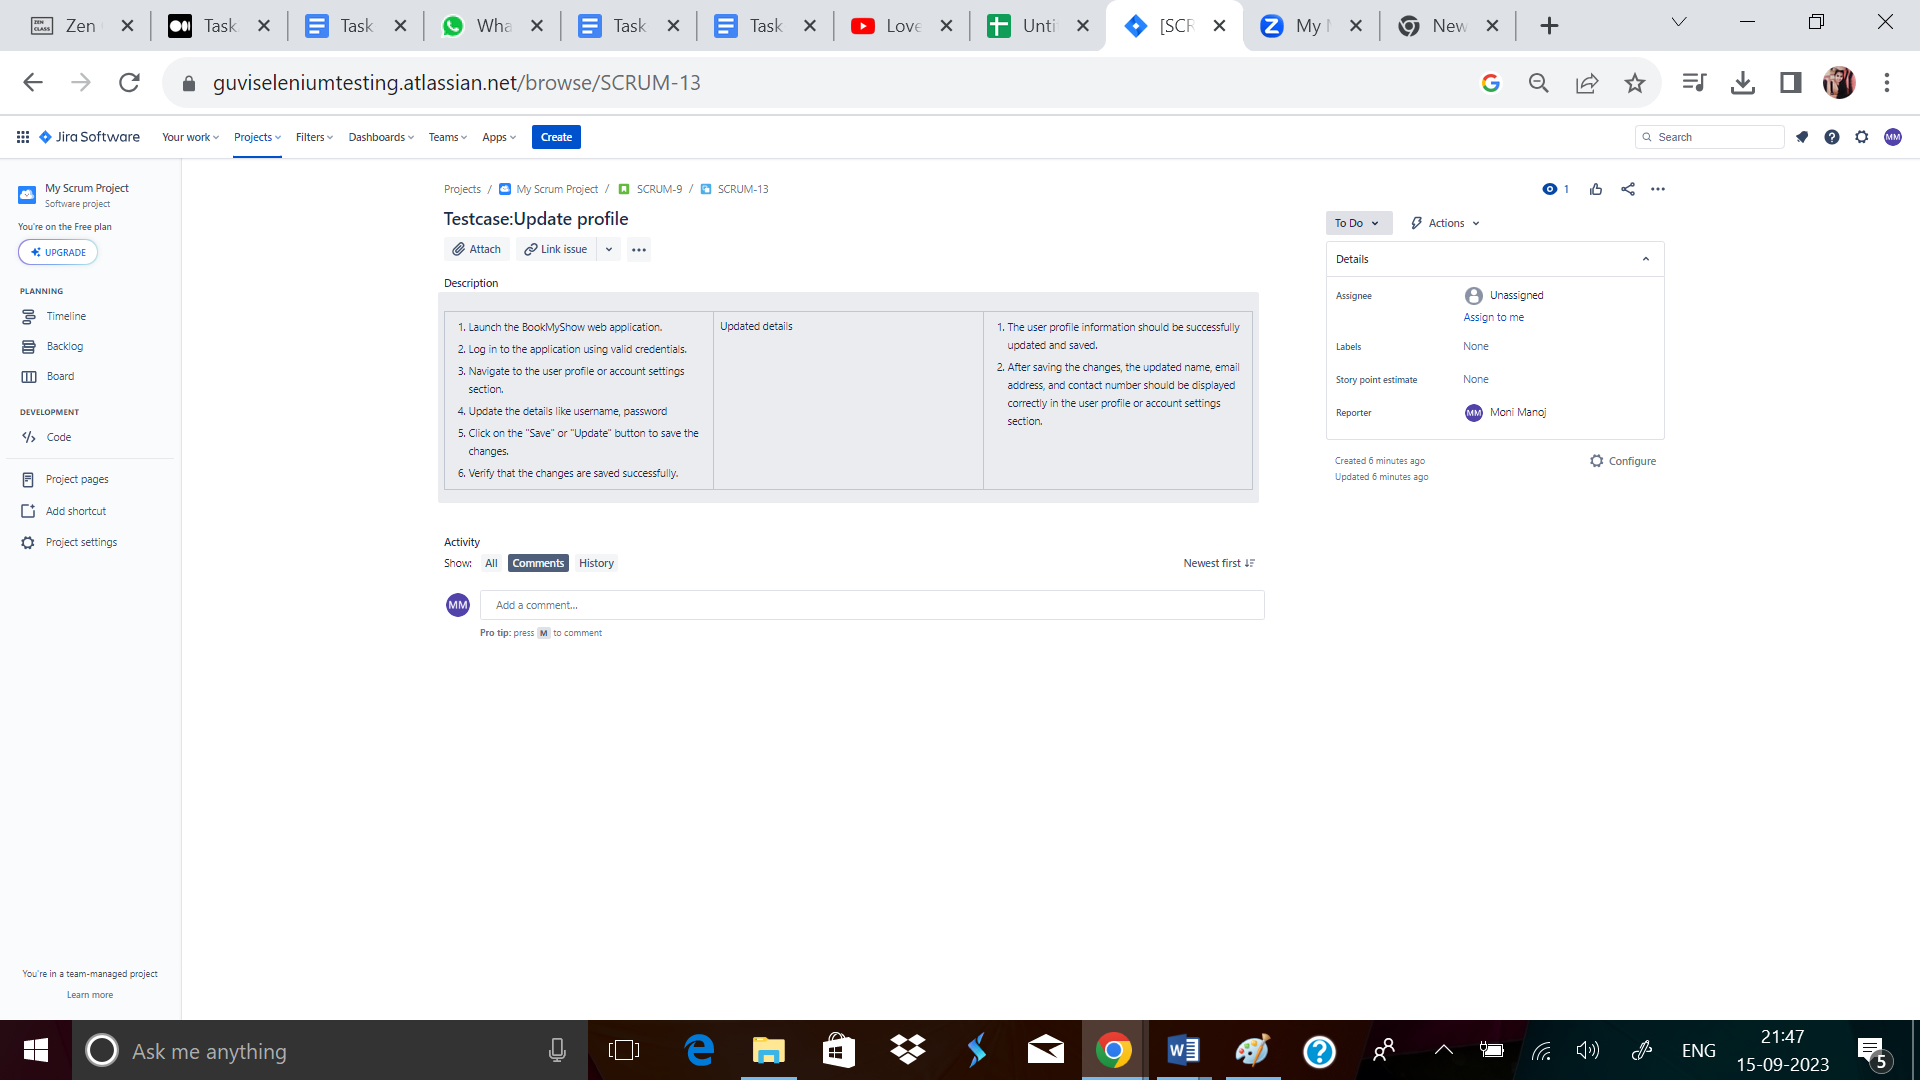 Zen
Task
Task
Wha
Task
Task
Love
Unti
[SCR
My
New
guviseleniumtesting.atlassian.net/browse/SCRUM-13
Jira Software
Your work
Projects
Filters
Dashboards
Teams
Apps
Create
Search
MM
My Scrum Project
Software project
You're on the Free plan
UPGRADE
PLANNING
Timeline
Backlog
Board
DEVELOPMENT
Code
Project pages
Add shortcut
Project settings
You're in a team-managed project
Learn more
Projects / My Scrum Project / SCRUM-9 / SCRUM-13
1
Testcase:Update profile
Attach
Link issue
Description
1. Launch the BookMyShow web application.
2. Log in to the application using valid credentials.
3. Navigate to the user profile or account settings
section.
4. Update the details like username, password
5. Click on the "Save" or "Update" button to save the
changes.
6. Verify that the changes are saved successfully.
Updated details
1. The user profile information should be successfully
updated and saved.
2. After saving the changes, the updated name, email
address, and contact number should be displayed
correctly in the user profile or account settings
section.
Activity
Show: All Comments History
Newest first
MM
Add a comment...
Pro tip: press M to comment
To Do
Actions
Details
Assignee
Unassigned
Assign to me
Labels
None
Story point estimate
None
Reporter
MM Moni Manoj
Created 6 minutes ago
Updated 6 minutes ago
Configure
Ask me anything
ENG
21:47
15-09-2023
5